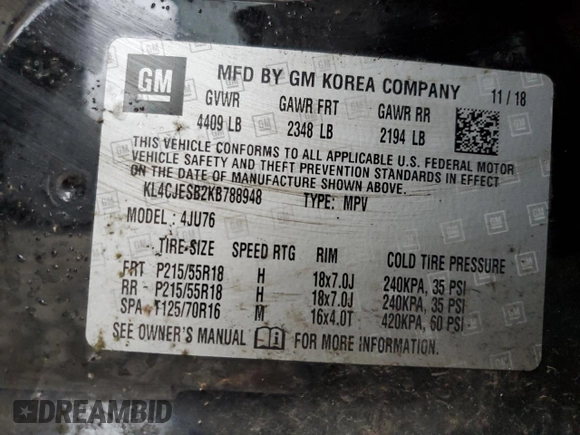 GM MFD BY GM KOREA COMPANY 11/18
GVWR GAWR FRT GAWR RR
4409 LB 2348 LB 2194 LB
THIS VEHICLE CONFORMS TO ALL APPLICABLE U.S. FEDERAL MOTOR
VEHICLE SAFETY AND THEFT PREVENTION STANDARDS IN EFFECT
ON THE DATE OF MANUFACTURE SHOWN ABOVE.
KL4CJESB2KB788948 TYPE: MPV
MODEL: 4JU76
TIRE-SIZE SPEED RTG RIM COLD TIRE PRESSURE
FRT P215/55R18 H 18x7.0J 240KPA, 35 PSI
RR - P215/55R18 H 18x7.0J 240KPA, 35 PSI
SPA T125/70R16 M 16x4.0T 420KPA, 60 PSI
SEE OWNER'S MANUAL FOR MORE INFORMATION.
DREAMBID